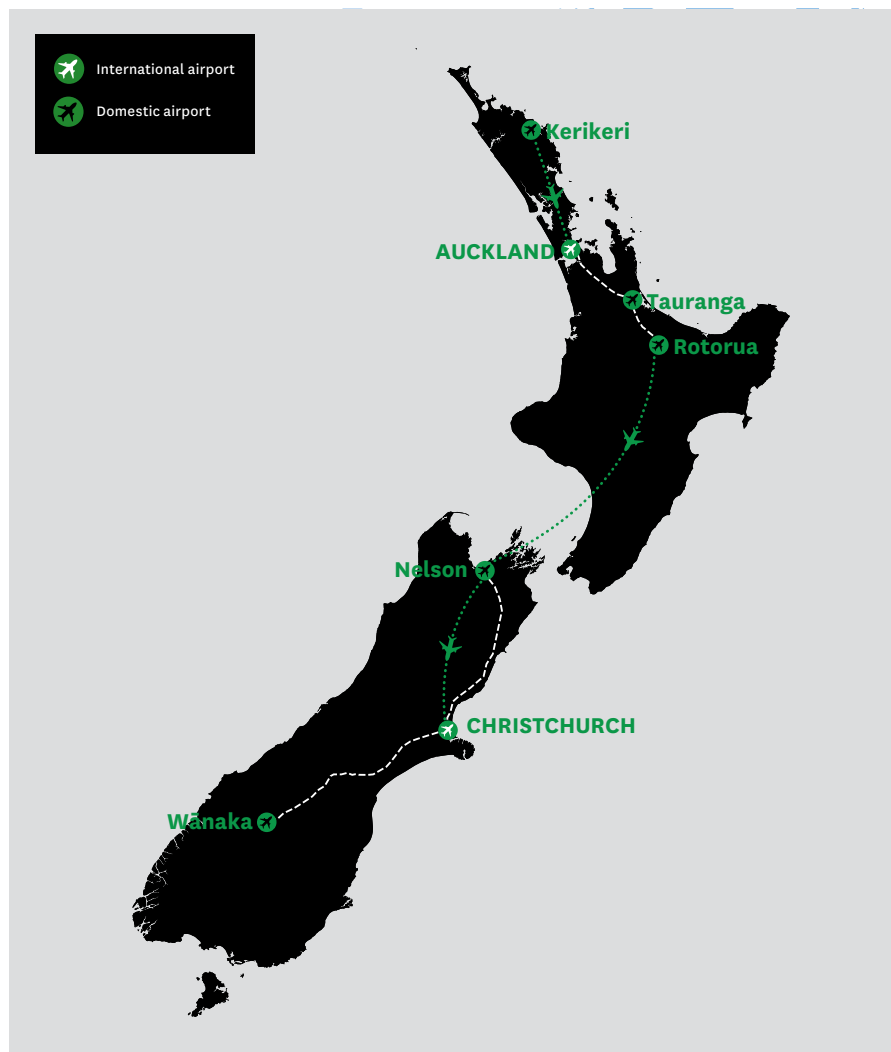 International airport
Domestic airport
Kerikeri
AUCKLAND
Tauranga
Rotorua
Nelson
CHRISTCHURCH
Wānaka